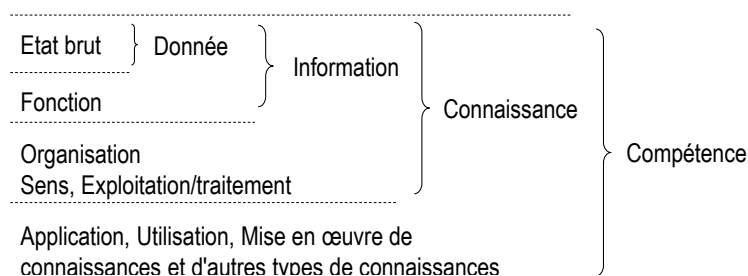 Etat brut
Donnée
Information
Fonction
Connaissance
Organisation
Sens, Exploitation/traitement
Compétence
Application, Utilisation, Mise en œuvre de
connaissances et d'autres types de connaissances